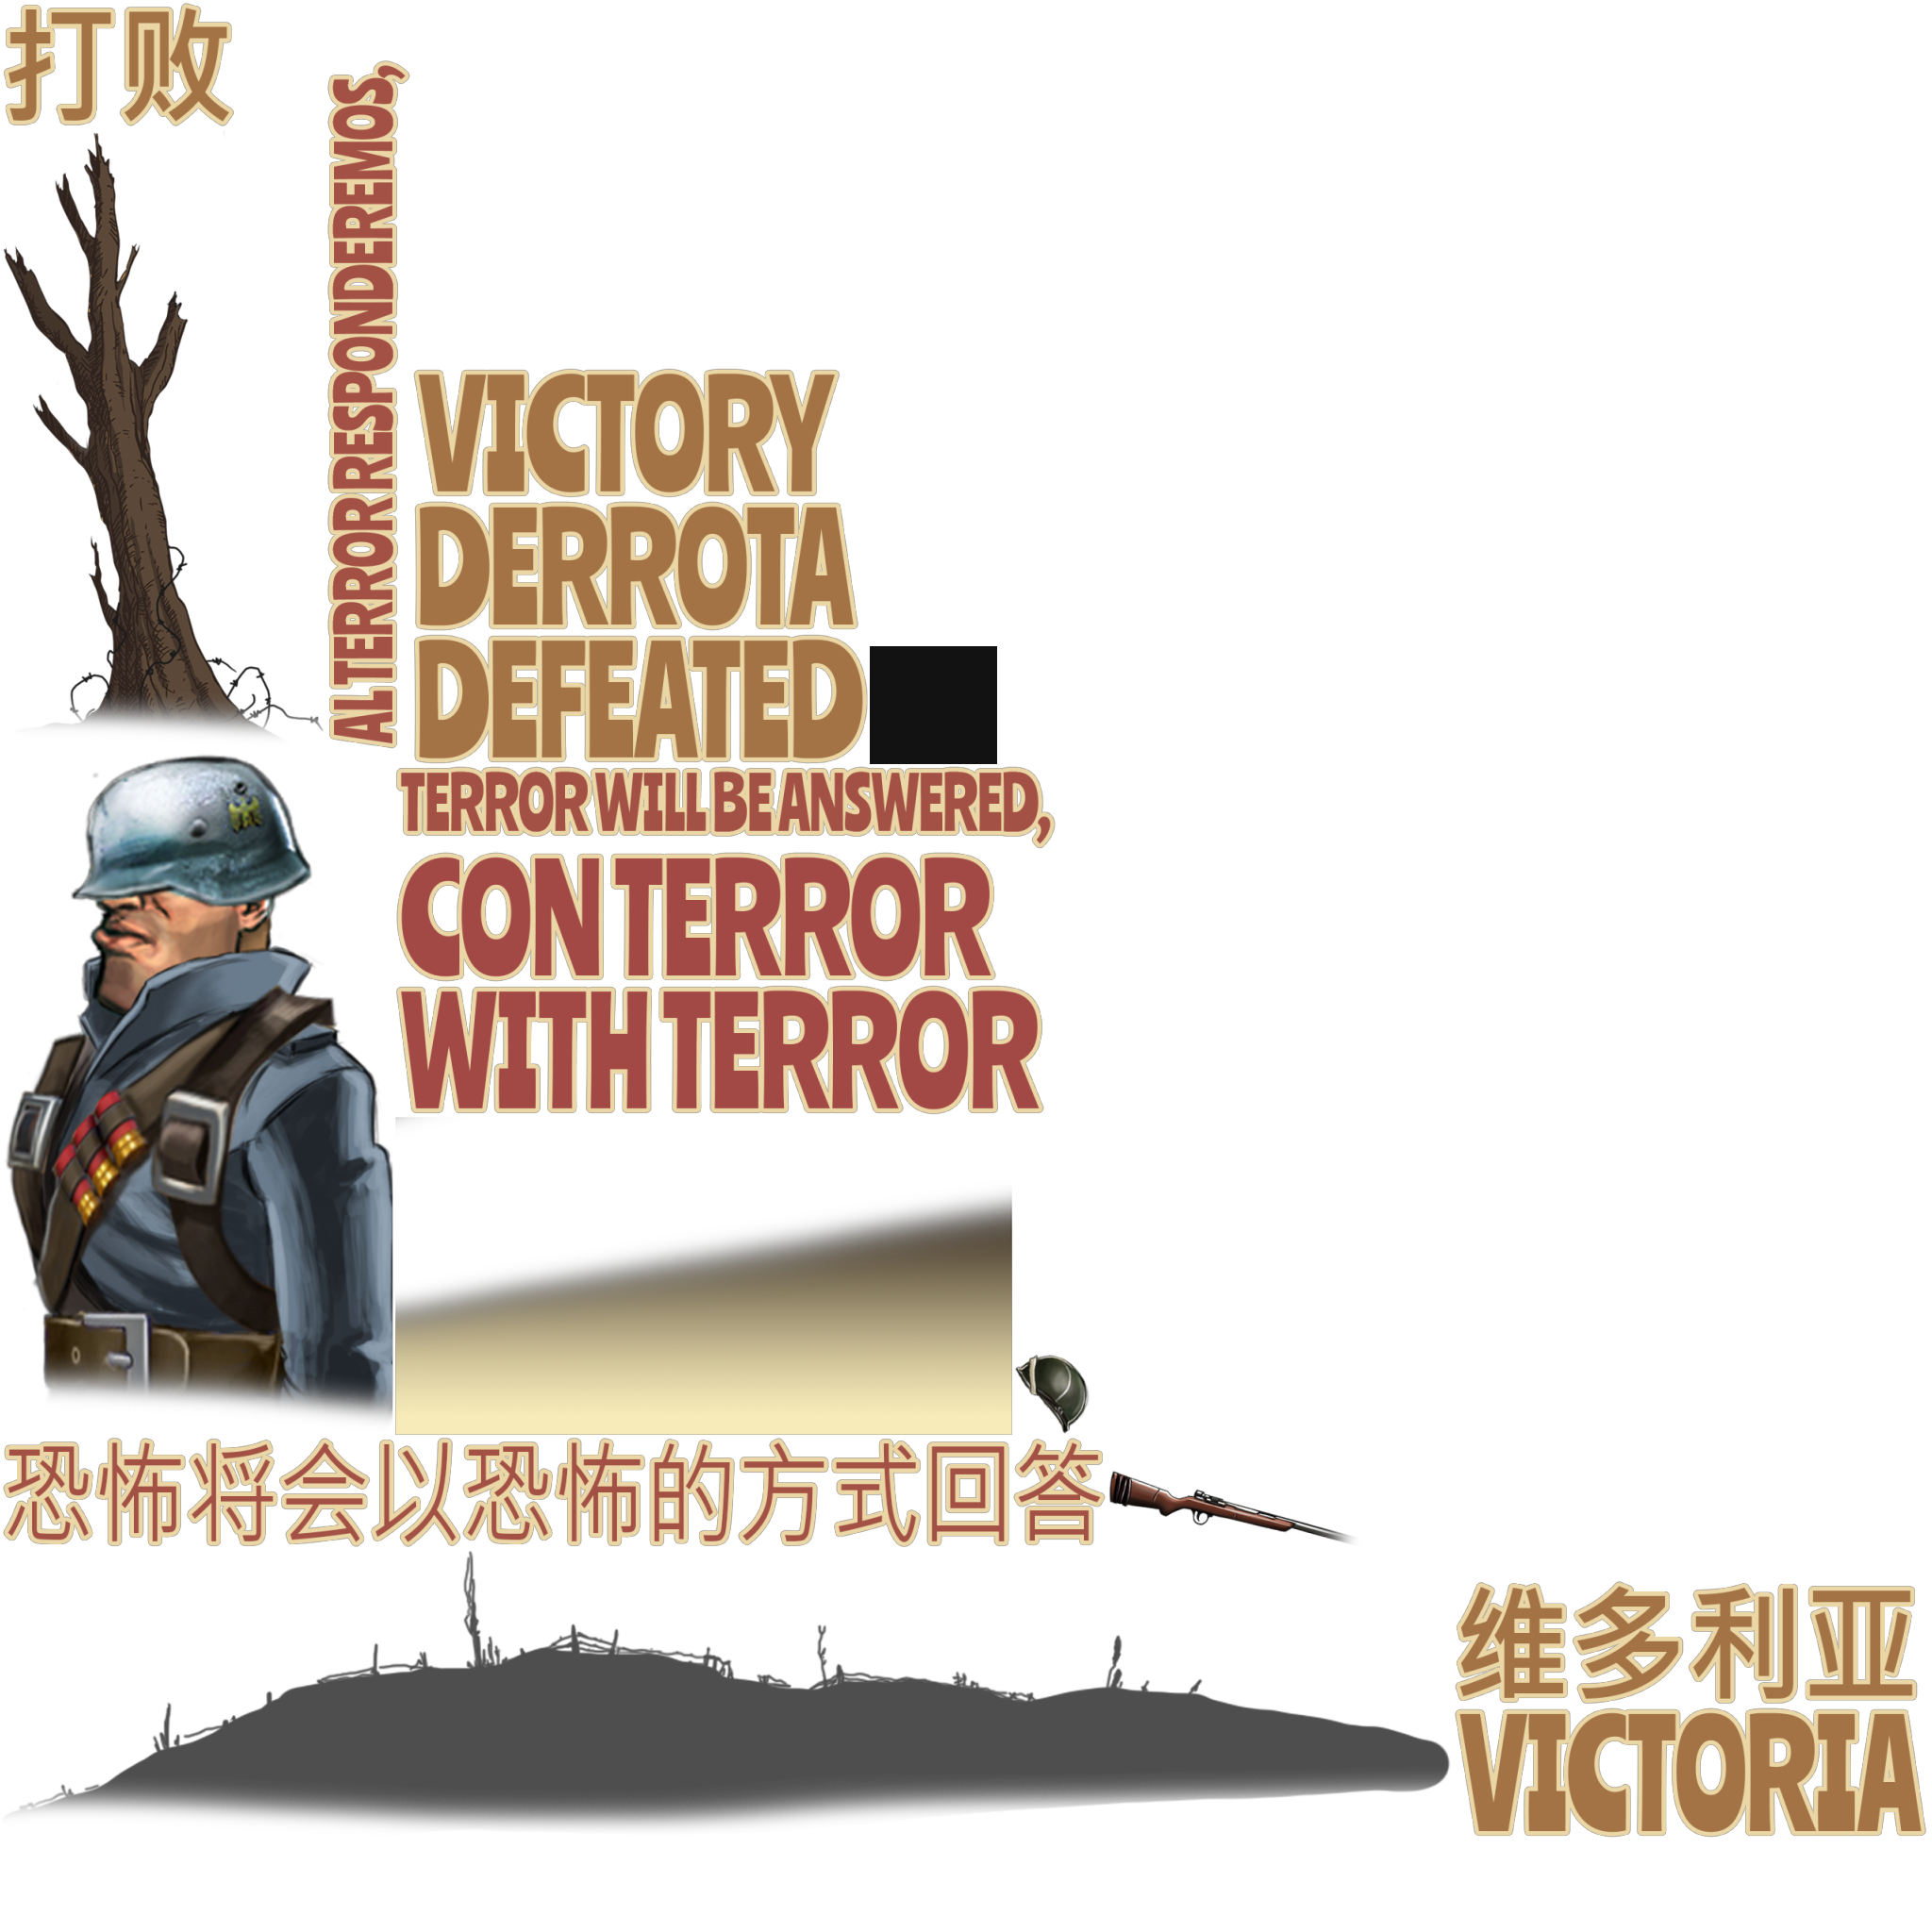 打败
AL TERROR RESPONDEREMOS,
VICTORY
DERROTA
DEFEATED
TERROR WILL BE ANSWERED,
CON TERROR
WITH TERROR
恐怖将会以恐怖的方式回答
维多利亚
VICTORIA